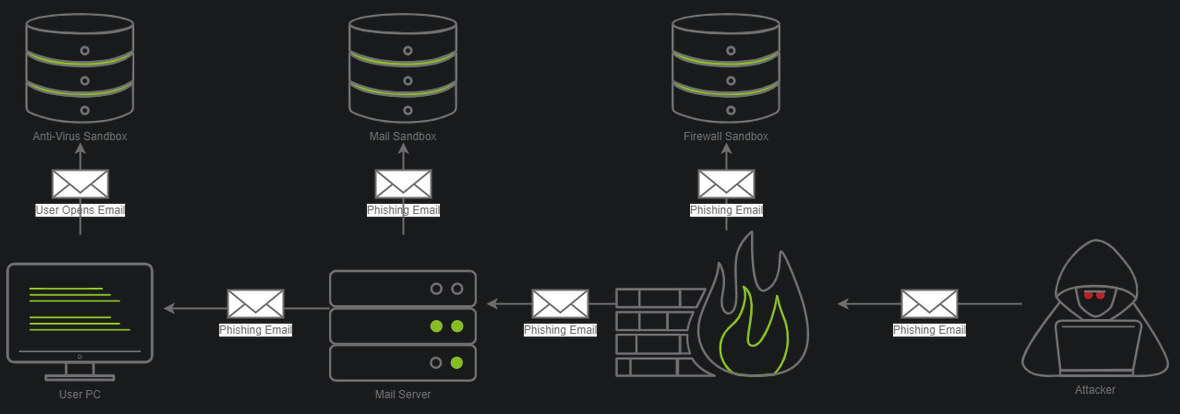 Anti-Virus Sandbox
Mail Sandbox
Firewall Sandbox
User Opens Email
Phishing Email
Phishing Email
Phishing Email
Phishing Email
Phishing Email
User PC
Mail Server
Attacker